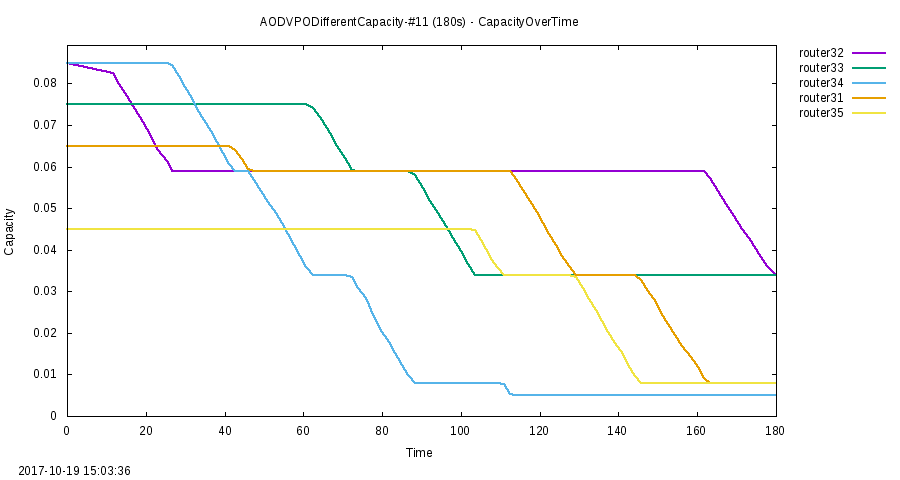 AODVPODifferentCapacity-#11 (180s) - CapacityOverTime
router32
router33
router34
router31
router35
0.08
0.07
0.06
0.05
0.04
0.03
0.02
0.01
0
Capacity
0 20 40 60 80 100 120 140 160 180
Time
2017-10-19 15:03:36